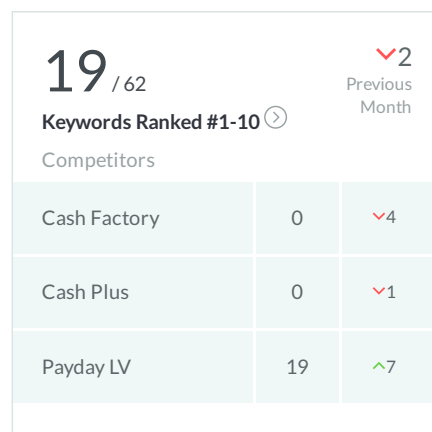 19 / 62
2
Previous
Month
Keywords Ranked #1-10
Competitors
Cash Factory 0 4
Cash Plus 0 1
Payday LV 19 7